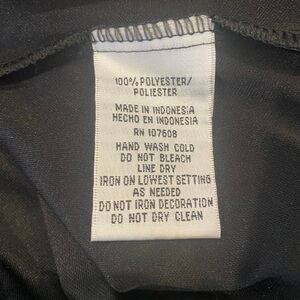 100% POLYESTER/
POLIESTER
MADE IN INDONESIA
HECHO EN INDONESIA
RN 107608
HAND WASH COLD
DO NOT BLEACH
LINE DRY
IRON ON LOWEST SETTING
AS NEEDED
DO NOT IRON DECORATION
DO NOT DRY CLEAN